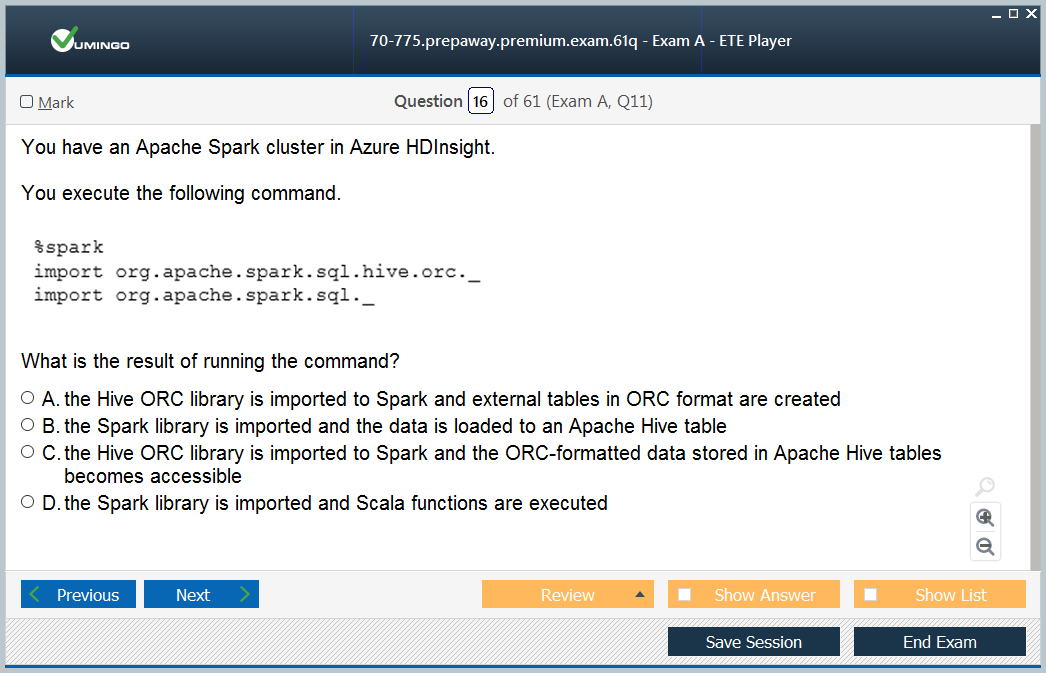 VUMINGO
70-775.prepaway.premium.exam.61q - Exam A - ETE Player
Mark
Question 16 of 61 (Exam A, Q11)
You have an Apache Spark cluster in Azure HDInsight.
You execute the following command.
%spark
import org.apache.spark.sql.hive.orc._
import org.apache.spark.sql._
What is the result of running the command?
A. the Hive ORC library is imported to Spark and external tables in ORC format are created
B. the Spark library is imported and the data is loaded to an Apache Hive table
C. the Hive ORC library is imported to Spark and the ORC-formatted data stored in Apache Hive tables
becomes accessible
D. the Spark library is imported and Scala functions are executed
Previous
Next
Review
Show Answer
Show List
Save Session
End Exam